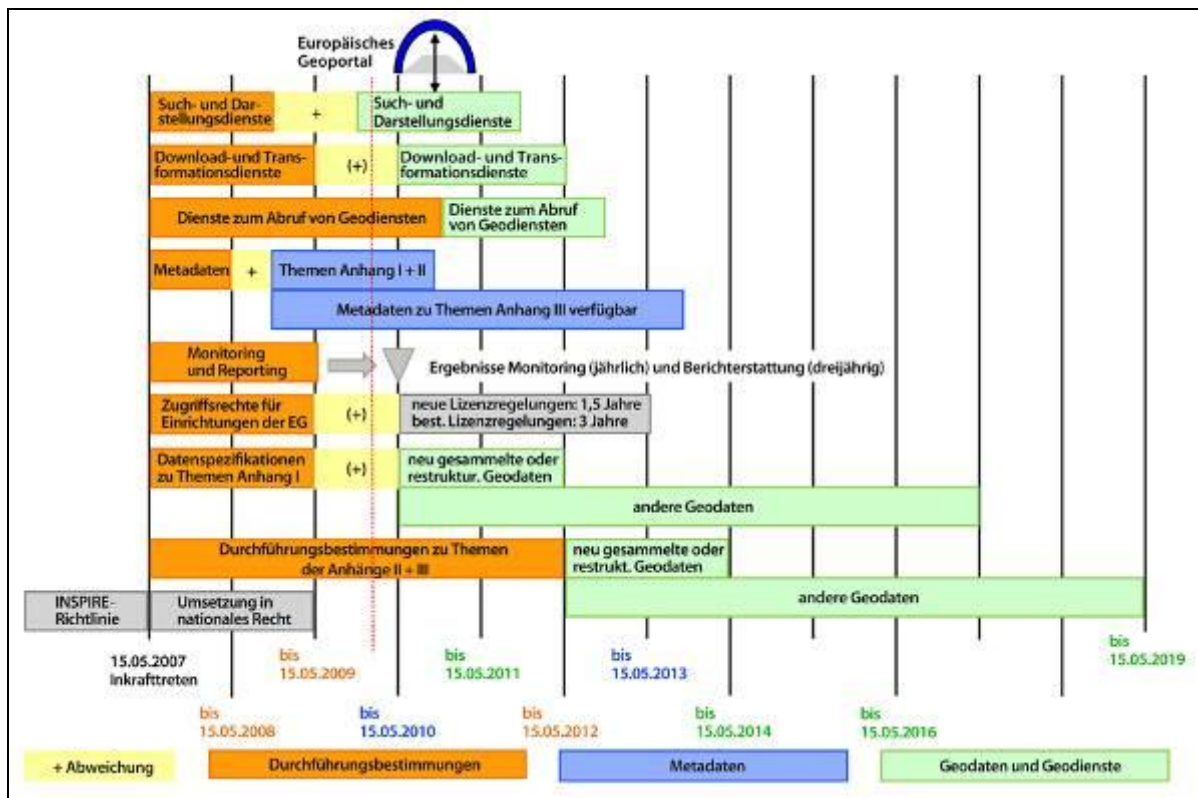 Europäisches
Geoportal
Such- und Dar-
stellungsdienste
+
Such- und
Darstellungsdienste
Download-und Trans-
formationsdienste
(+)
Download- und Trans-
formationsdienste
Dienste zum Abruf von Geodiensten
Dienste zum Abruf
von Geodiensten
Metadaten
+
Themen Anhang I + II
Metadaten zu Themen Anhang III verfügbar
Monitoring
und Reporting
Ergebnisse Monitoring (jährlich) und Berichterstattung (dreijährig)
Zugriffsrechte für
Einrichtungen der EG
(+)
neue Lizenzregelungen: 1,5 Jahre
best. Lizenzregelungen: 3 Jahre
Datenspezifikationen
zu Themen Anhang I
(+)
neu gesammelte oder
restruktur. Geodaten
andere Geodaten
Durchführungsbestimmungen zu Themen
der Anhänge II + III
neu gesammelte oder
restrukt. Geodaten
andere Geodaten
INSPIRE-
Richtlinie
Umsetzung in
nationales Recht
15.05.2007
Inkrafttreten
bis
15.05.2009
bis
15.05.2011
bis
15.05.2013
bis
15.05.2019
bis
15.05.2008
bis
15.05.2010
bis
15.05.2012
bis
15.05.2014
bis
15.05.2016
+ Abweichung
Durchführungsbestimmungen
Metadaten
Geodaten und Geodienste